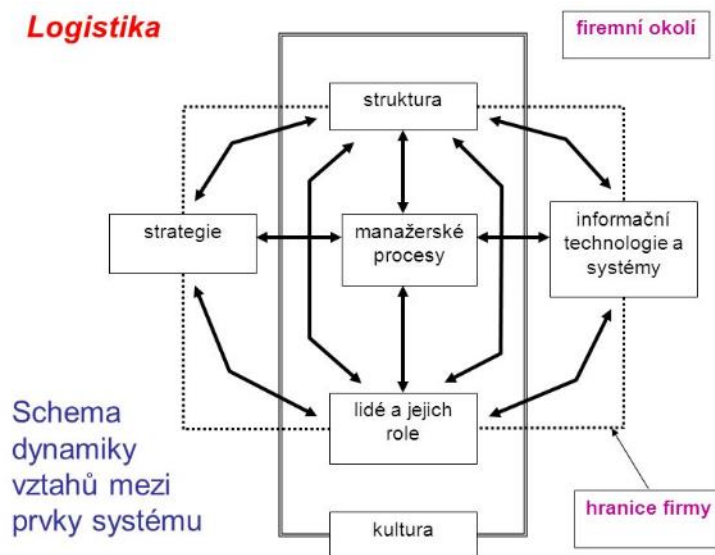 Logistika
firemní okolí
struktura
strategie
manažerské
procesy
informační
technologie a
systémy
lidé a jejich
role
Schema
dynamiky
vztahů mezi
prvky systému
hranice firmy
kultura